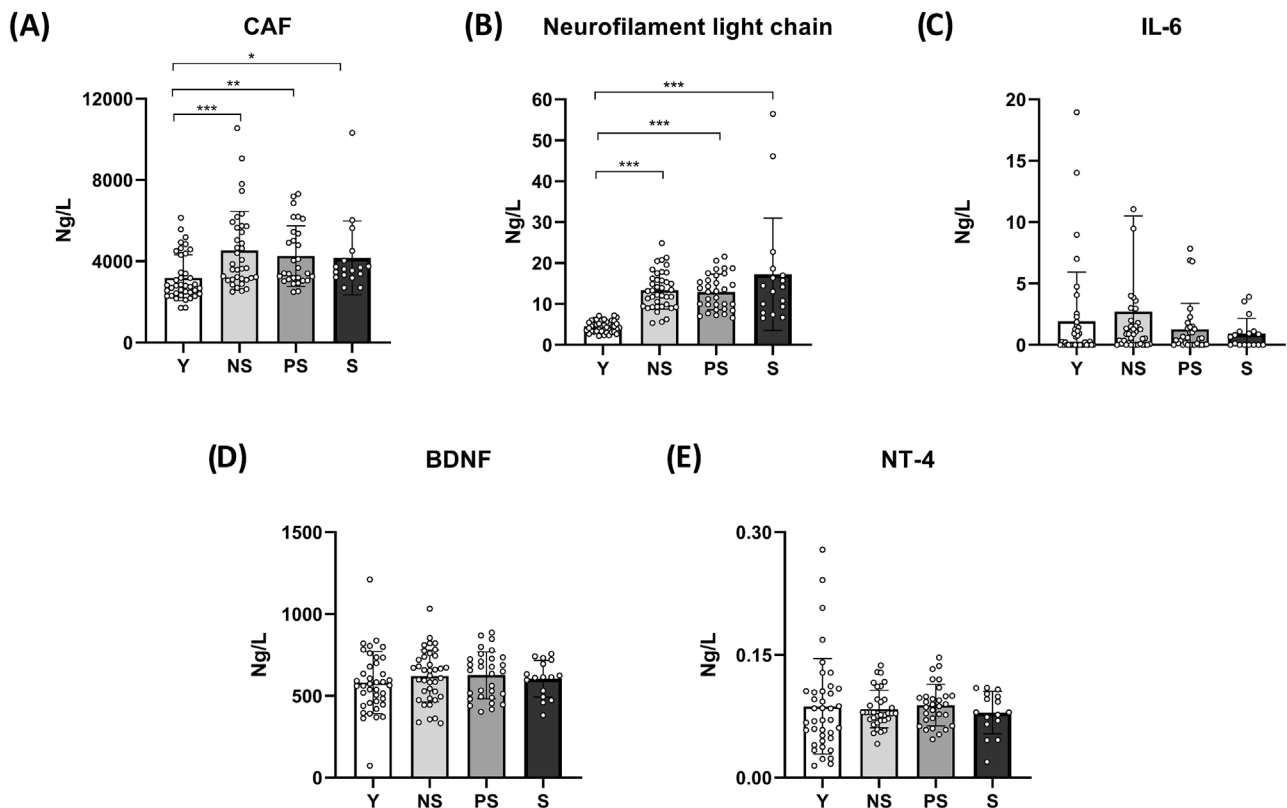 (A) CAF
*
**
***
12000
8000
4000
0
Ng/L
Y NS PS S
(B) Neurofilament light chain
***
***
***
60
50
40
30
20
10
0
Ng/L
Y NS PS S
(C) IL-6
20
15
10
5
0
Ng/L
Y NS PS S
(D) BDNF
1500
1000
500
0
Ng/L
Y NS PS S
(E) NT-4
0.30
0.15
0.00
Ng/L
Y NS PS S